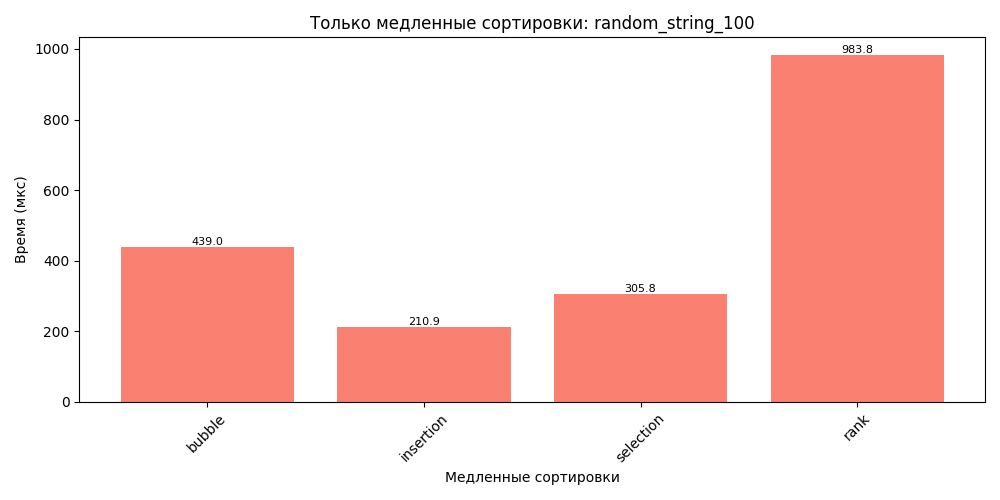 Только медленные сортировки: random_string_100
Время (мкс)
1000
800
600
400
200
0
439.0
210.9
305.8
983.8
bubble
insertion
selection
rank
Медленные сортировки